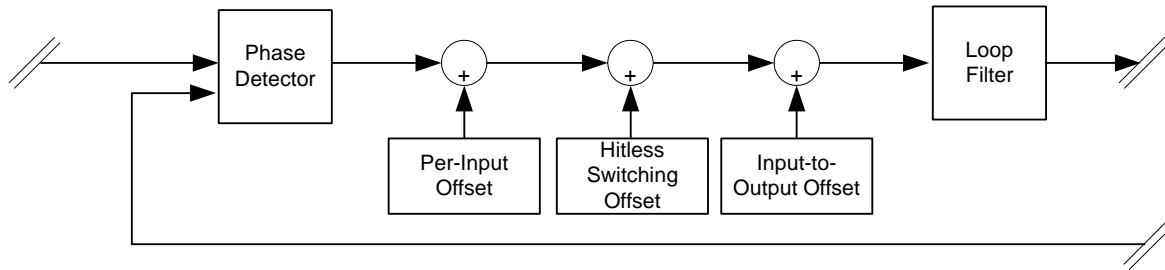 Phase
Detector
+
+
+
Loop
Filter
Per-Input
Offset
Hitless
Switching
Offset
Input-to-
Output Offset